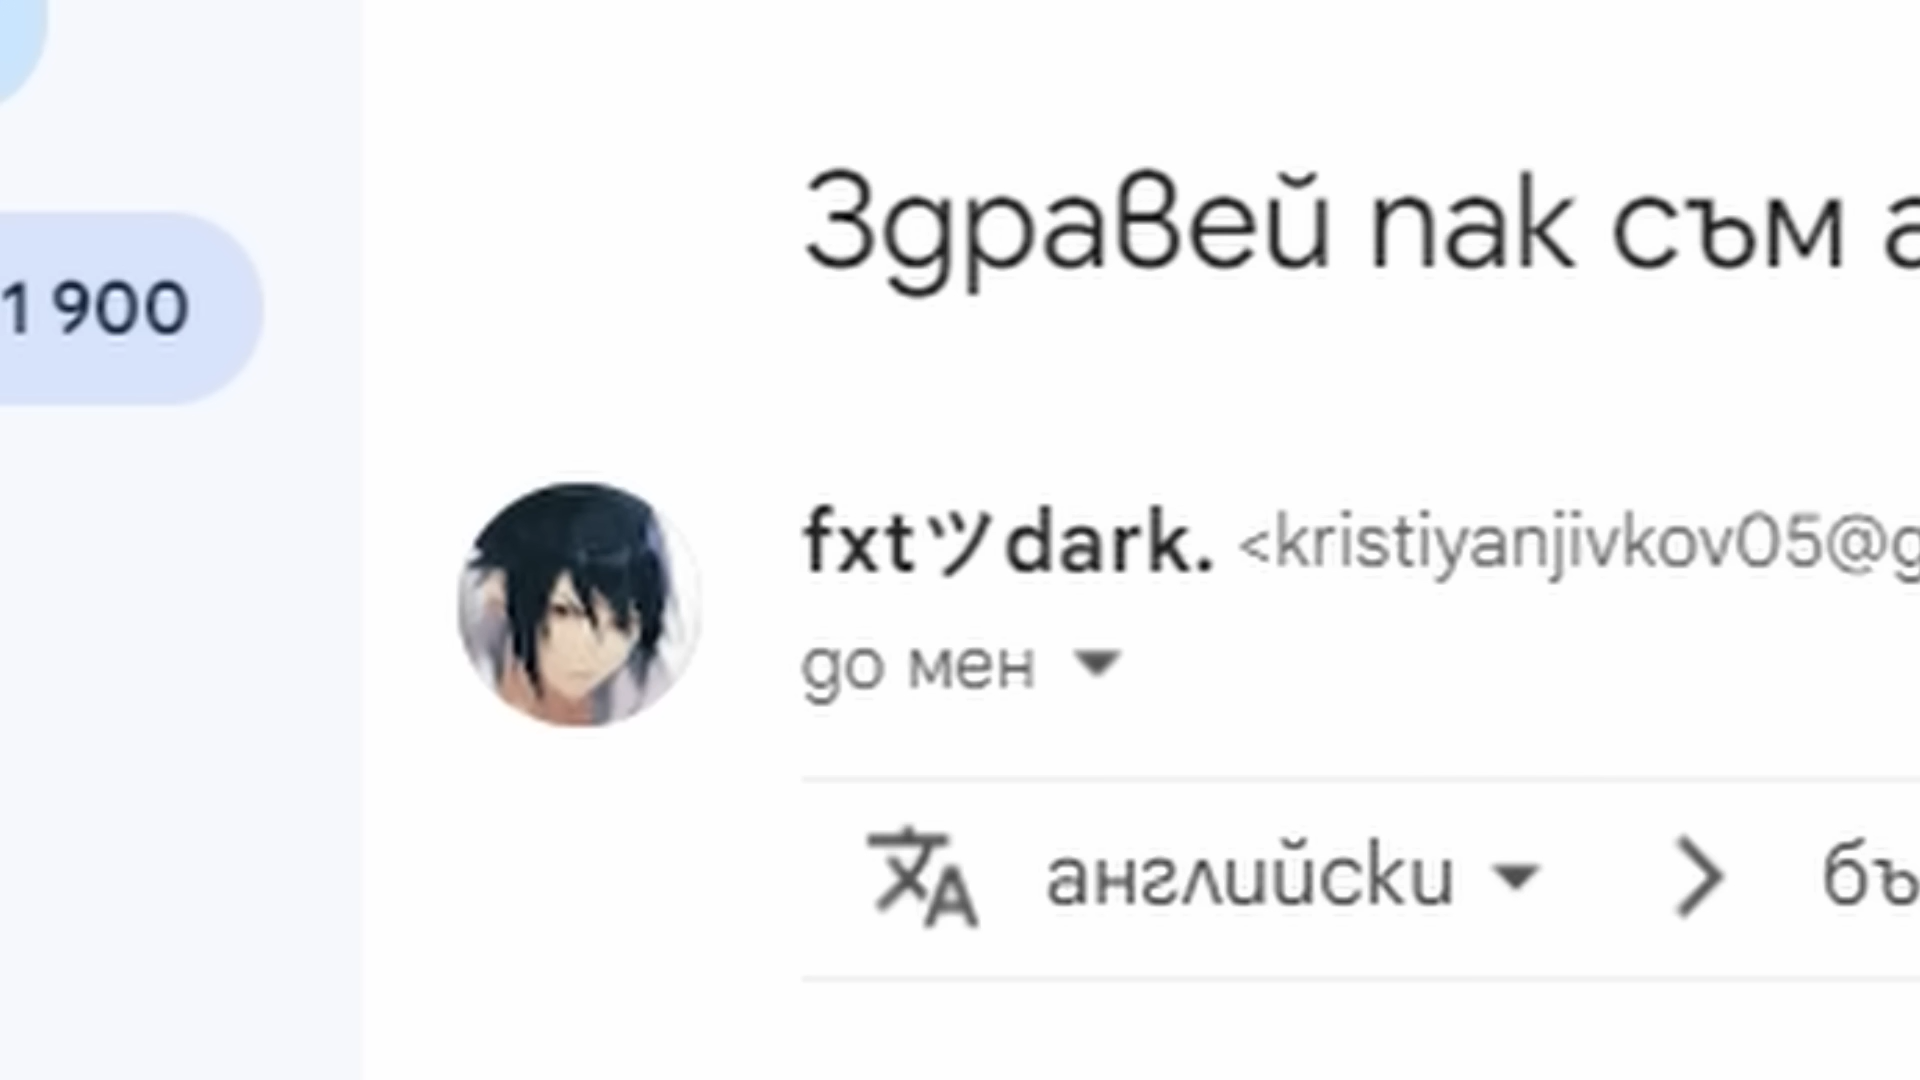 Здравей пак съм
1 900
fxtツdark. <kristiyanjivkov05@g
до мен
английски